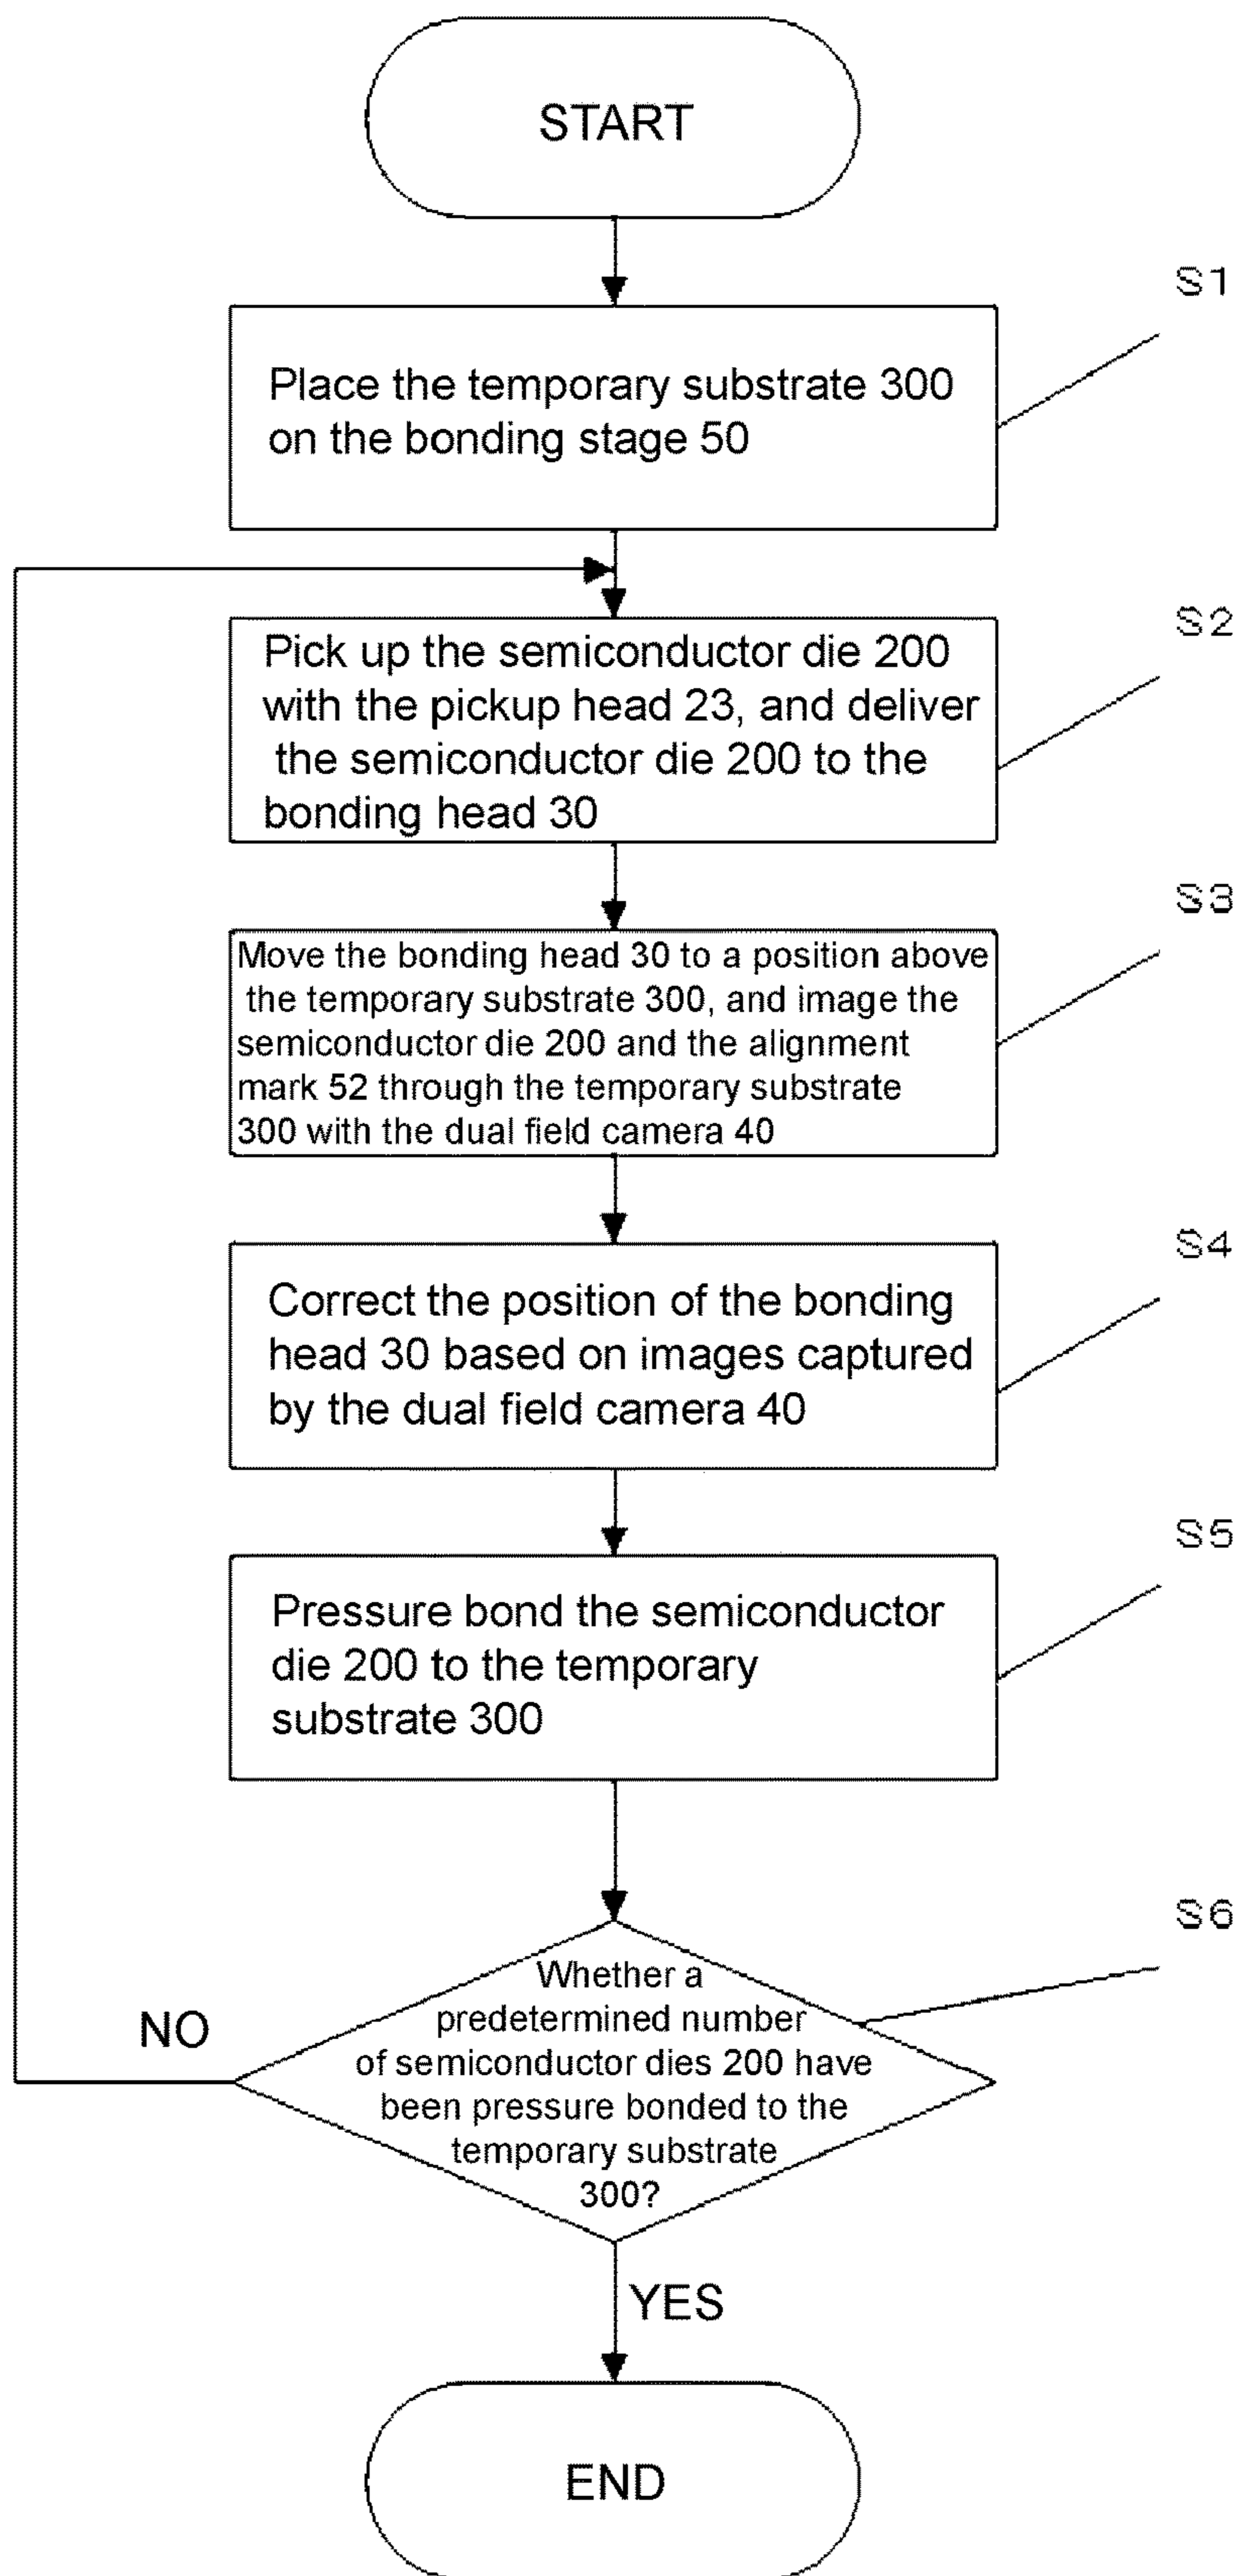 START
S1
Place the temporary substrate 300
on the bonding stage 50
S2
Pick up the semiconductor die 200
with the pickup head 23, and deliver
the semiconductor die 200 to the
bonding head 30
S3
Move the bonding head 30 to a position above
the temporary substrate 300, and image the
semiconductor die 200 and the alignment
mark 52 through the temporary substrate
300 with the dual field camera 40
S4
Correct the position of the bonding
head 30 based on images captured
by the dual field camera 40
S5
Pressure bond the semiconductor
die 200 to the temporary
substrate 300
S6
Whether a
predetermined number
of semiconductor dies 200 have
been pressure bonded to the
temporary substrate
300?
NO
YES
END